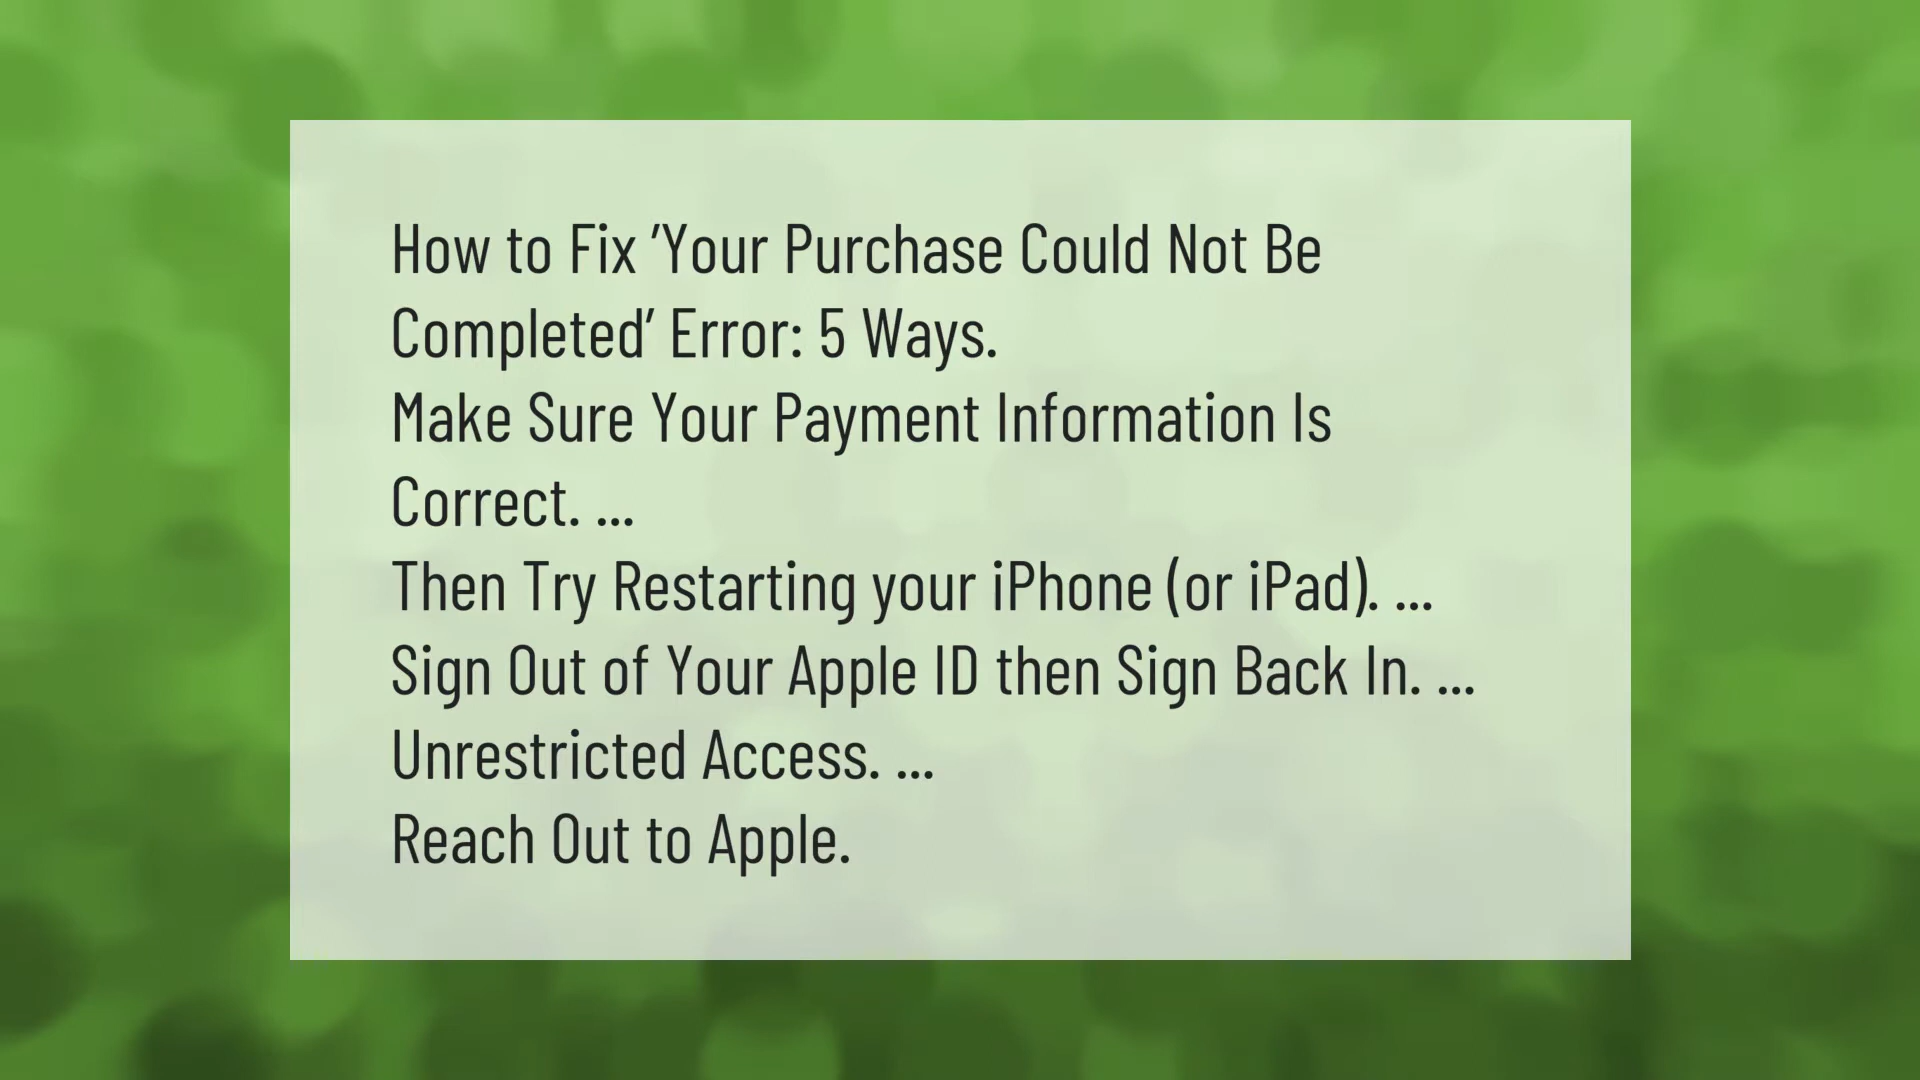 How to Fix ′Your Purchase Could Not Be
Completed′ Error: 5 Ways.
Make Sure Your Payment Information Is
Correct. ...
Then Try Restarting your iPhone (or iPad). ...
Sign Out of Your Apple ID then Sign Back In. ...
Unrestricted Access. ...
Reach Out to Apple.